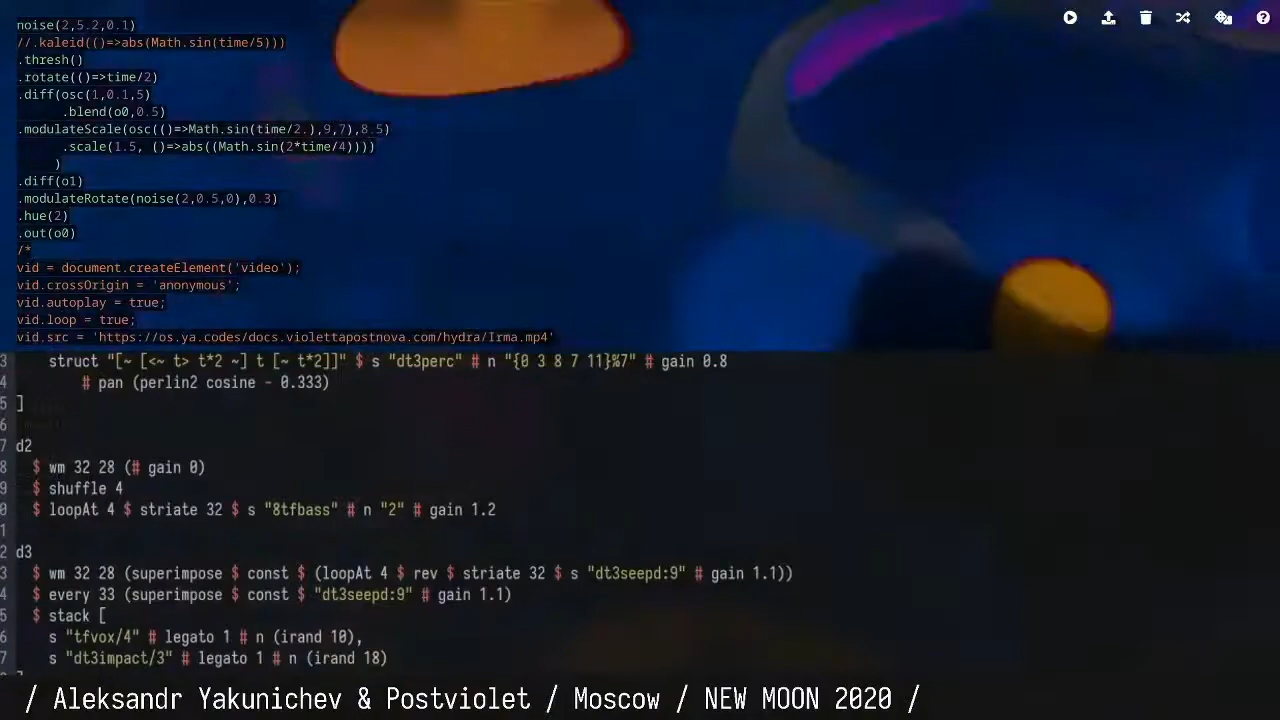 noise(2,5.2,0.1)
//.kaleid(()=>abs(Math.sin(time/5)))
.thresh()
.rotate(()=>time/2)
.diff(osc(1,0.1,5)
.blend(o0,0.5)
.modulateScale(osc(()=>Math.sin(time/2.),9,7),8.5)
.scale(1.5, ()=>abs((Math.sin(2*time/4))))
)
.diff(o1)
.modulateRotate(noise(2,0.5,0),0.3)
.hue(2)
.out(o0)
/*
vid = document.createElement('video');
vid.crossOrigin = 'anonymous';
vid.autoplay = true;
vid.loop = true;
vid.src = 'https://os.ya.codes/docs.violettapostnova.com/hydra/Irma.mp4'
3 struct "[~ [<~ t> t*2 ~] t [~ t*2]]" $ s "dt3perc" # n "{0 3 8 7 11}%7" # gain 0.8
4 # pan (perlin2 cosine - 0.333)
5 ]
6
7 d2
8 $ wm 32 28 (# gain 0)
9 $ shuffle 4
0 $ loopAt 4 $ striate 32 $ s "8tfbass" # n "2" # gain 1.2
1
2 d3
3 $ wm 32 28 (superimpose $ const $ (loopAt 4 $ rev $ striate 32 $ s "dt3seepd:9" # gain 1.1))
4 $ every 33 (superimpose $ const $ "dt3seepd:9" # gain 1.1)
5 $ stack [
6 s "tfvox/4" # legato 1 # n (irand 10),
7 s "dt3impact/3" # legato 1 # n (irand 18)
/ Aleksandr Yakunichev & Postviolet / Moscow / NEW MOON 2020 /